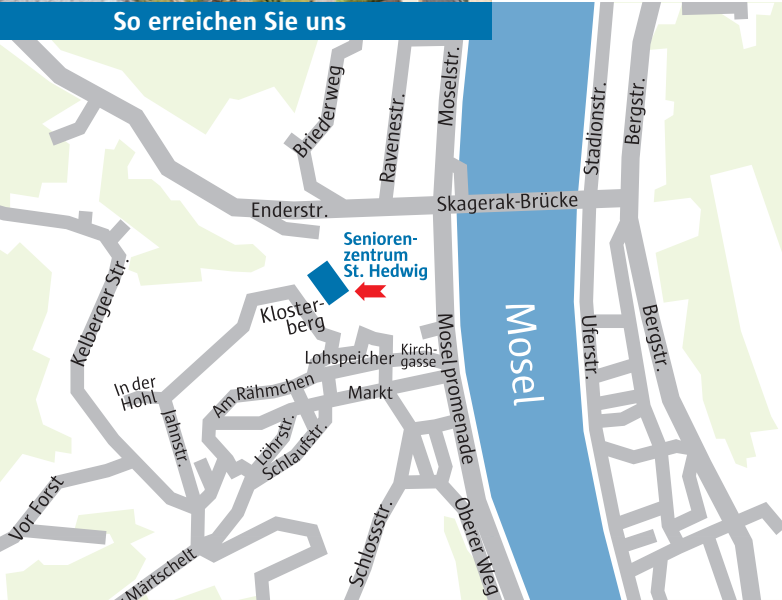 So erreichen Sie uns
Briederweg
Ravenestr.
Moselstr.
Stadionstr.
Bergstr.
Enderstr.
Skagerak-Brücke
Senioren-
zentrum
St. Hedwig
Kloster-
berg
Kelberger Str.
Mosel
Moselpromenade
Uferstr.
Bergstr.
Lohspeicher
Kirch-
gasse
In der
Hohl
Am Rähmchen
Markt
Jahnstr.
Löhrstr.
Schlaufstr.
Vor Forst
Schlossstr.
Oberer Weg
Märtschelt